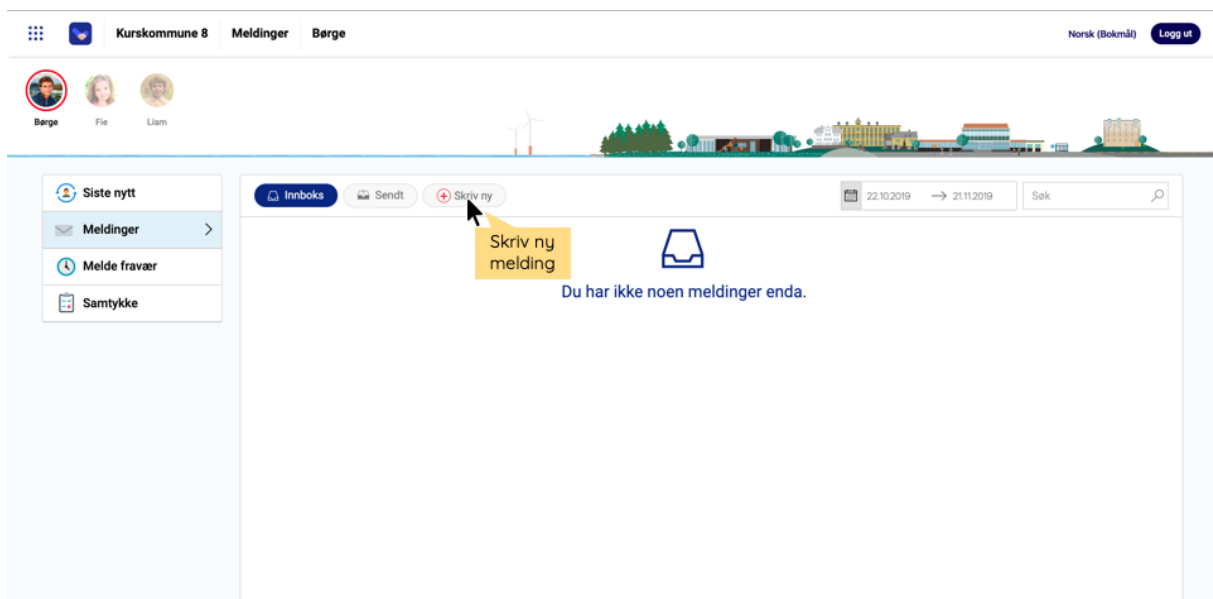 Kurskommune 8 Meldinger Børge Norsk (Bokmål) Logg ut
Børge Fie Liam
Siste nytt
Meldinger
Melde fravær
Samtykke
Innboks Sendt Skriv ny 22.10.2019 → 21.11.2019 Søk
Skriv ny
melding
Du har ikke noen meldinger enda.